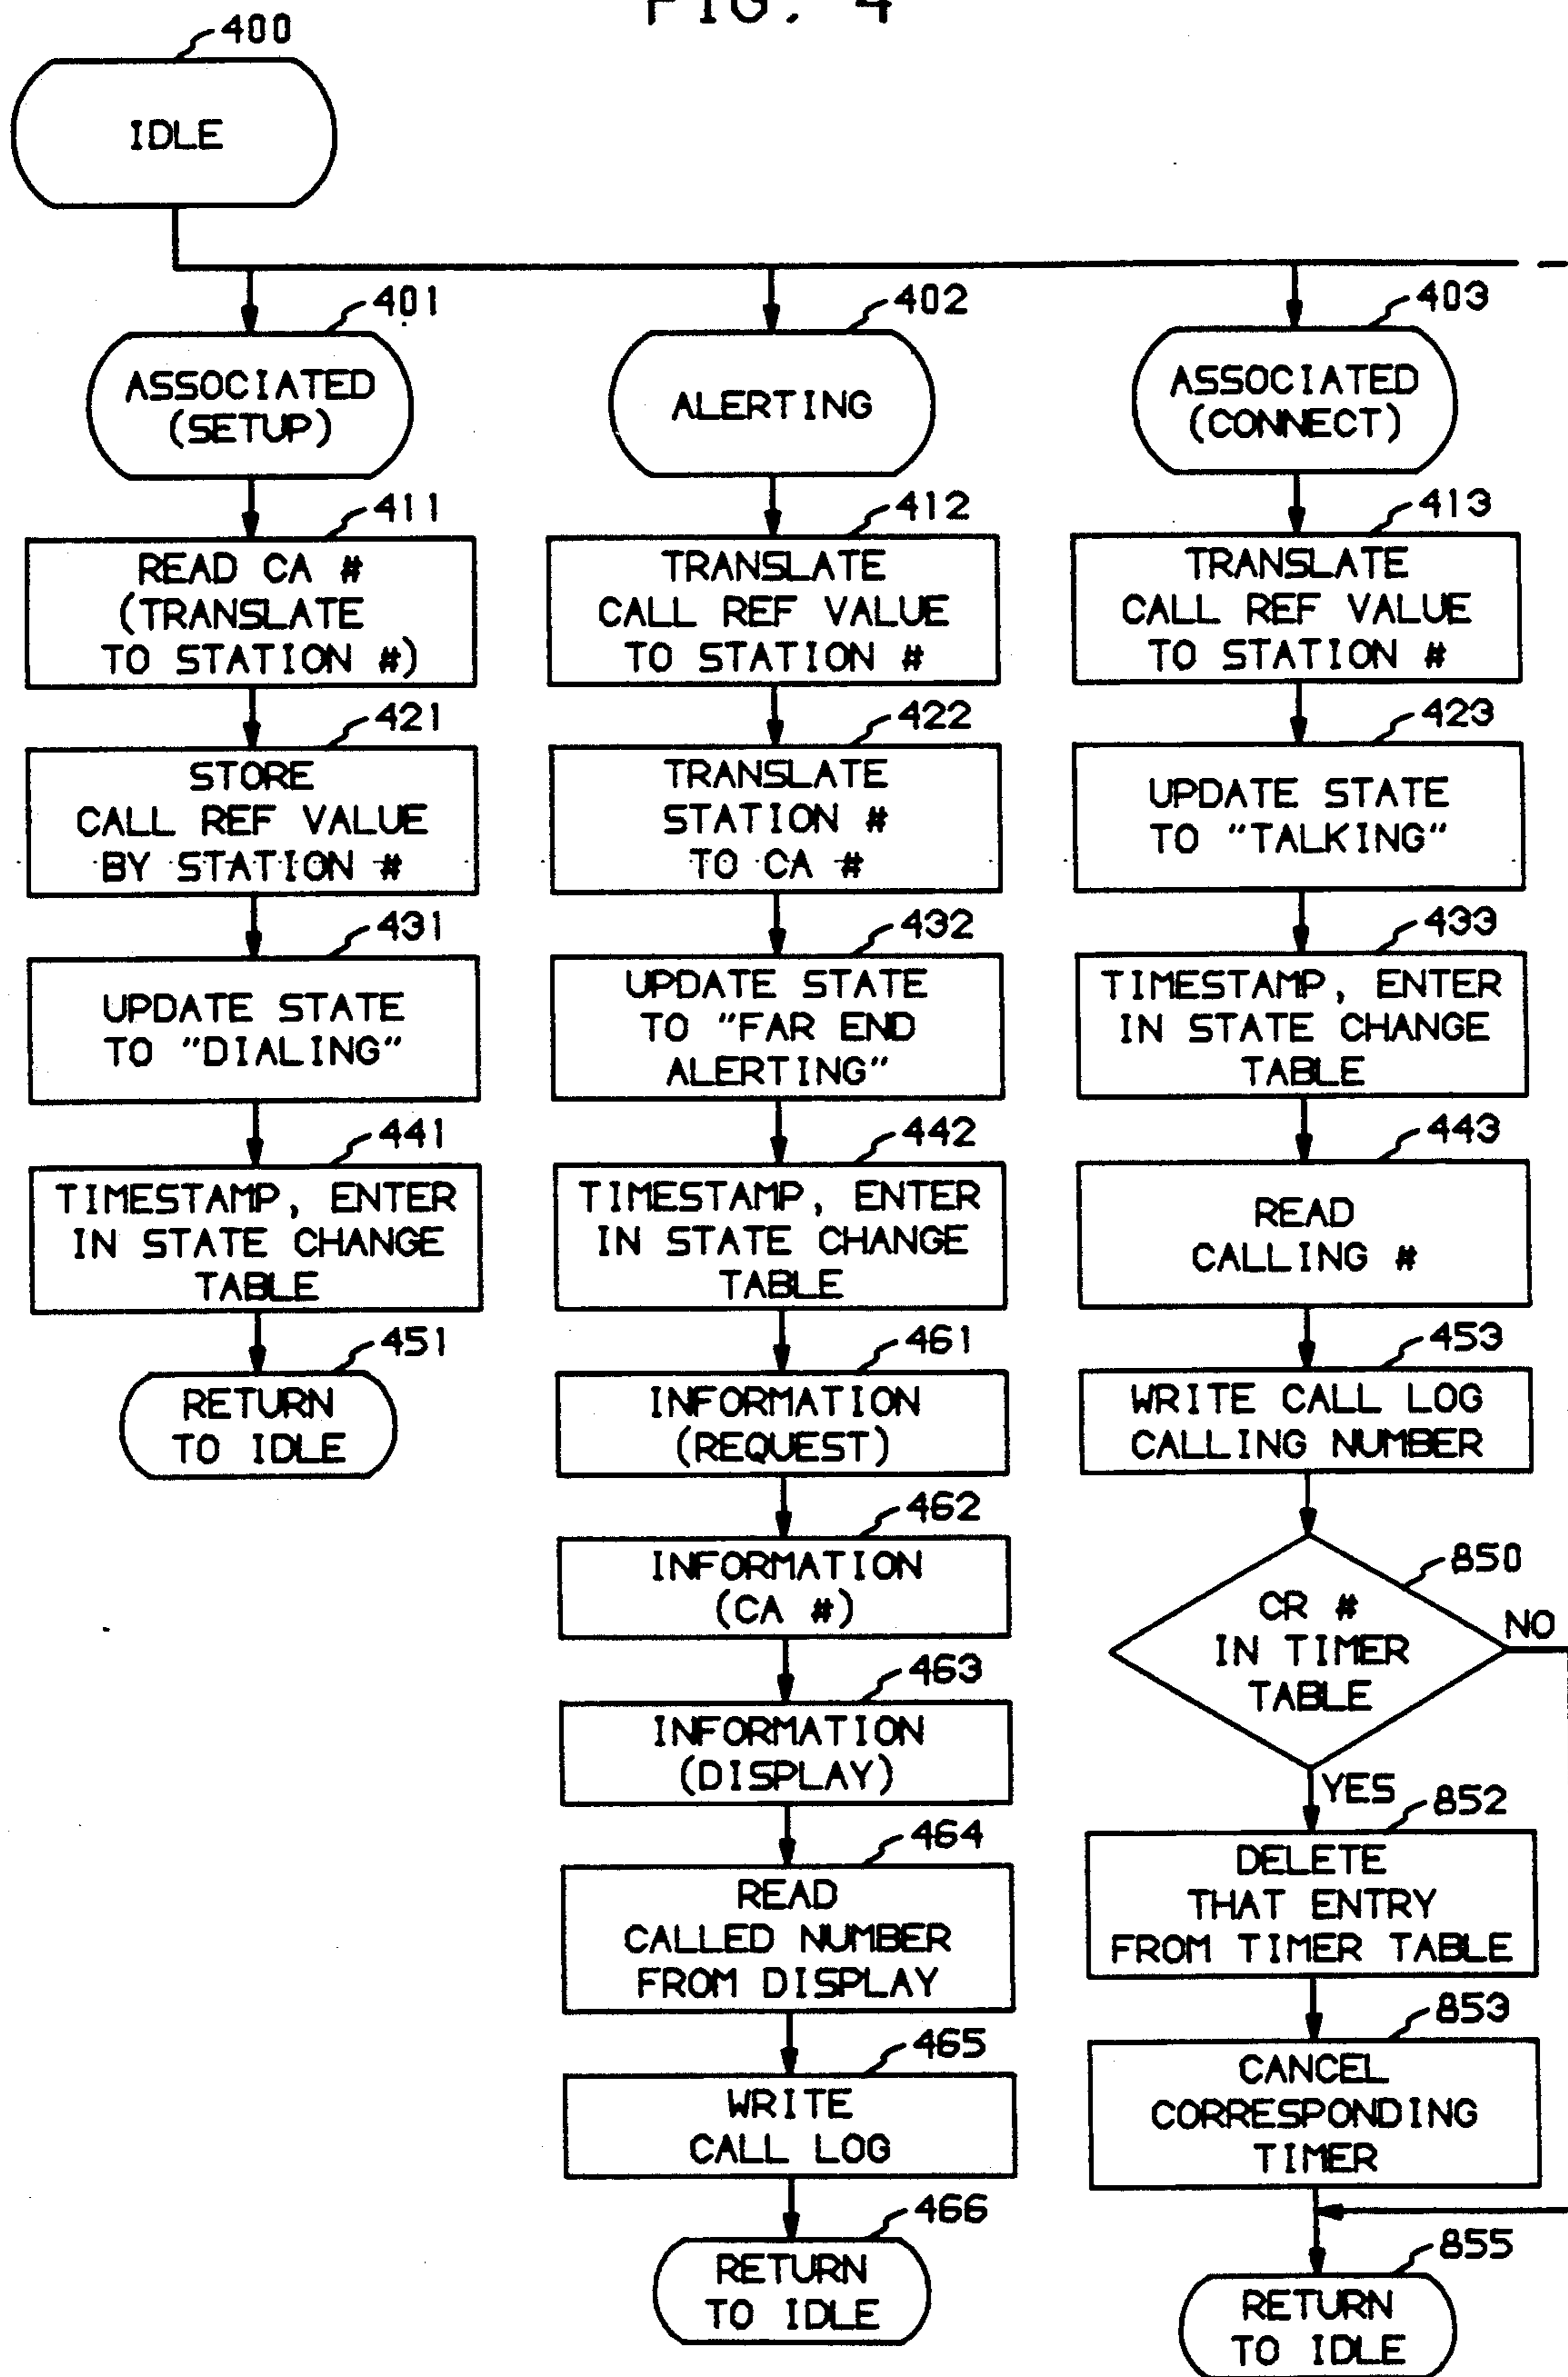 FIG. 4
400
IDLE
401
ASSOCIATED
(SETUP)
411
READ CA #
(TRANSLATE
TO STATION #)
421
STORE
CALL REF VALUE
BY STATION #
431
UPDATE STATE
TO "DIALING"
441
TIMESTAMP, ENTER
IN STATE CHANGE
TABLE
451
RETURN
TO IDLE
402
ALERTING
412
TRANSLATE
CALL REF VALUE
TO STATION #
422
TRANSLATE
STATION #
TO CA #
432
UPDATE STATE
TO "FAR END
ALERTING"
442
TIMESTAMP, ENTER
IN STATE CHANGE
TABLE
461
INFORMATION
(REQUEST)
462
INFORMATION
(CA #)
463
INFORMATION
(DISPLAY)
464
READ
CALLED NUMBER
FROM DISPLAY
465
WRITE
CALL LOG
466
RETURN
TO IDLE
403
ASSOCIATED
(CONNECT)
413
TRANSLATE
CALL REF VALUE
TO STATION #
423
UPDATE STATE
TO "TALKING"
433
TIMESTAMP, ENTER
IN STATE CHANGE
TABLE
443
READ
CALLING #
453
WRITE CALL LOG
CALLING NUMBER
850
CR #
IN TIMER
TABLE
NO
YES
852
DELETE
THAT ENTRY
FROM TIMER TABLE
853
CANCEL
CORRESPONDING
TIMER
855
RETURN
TO IDLE